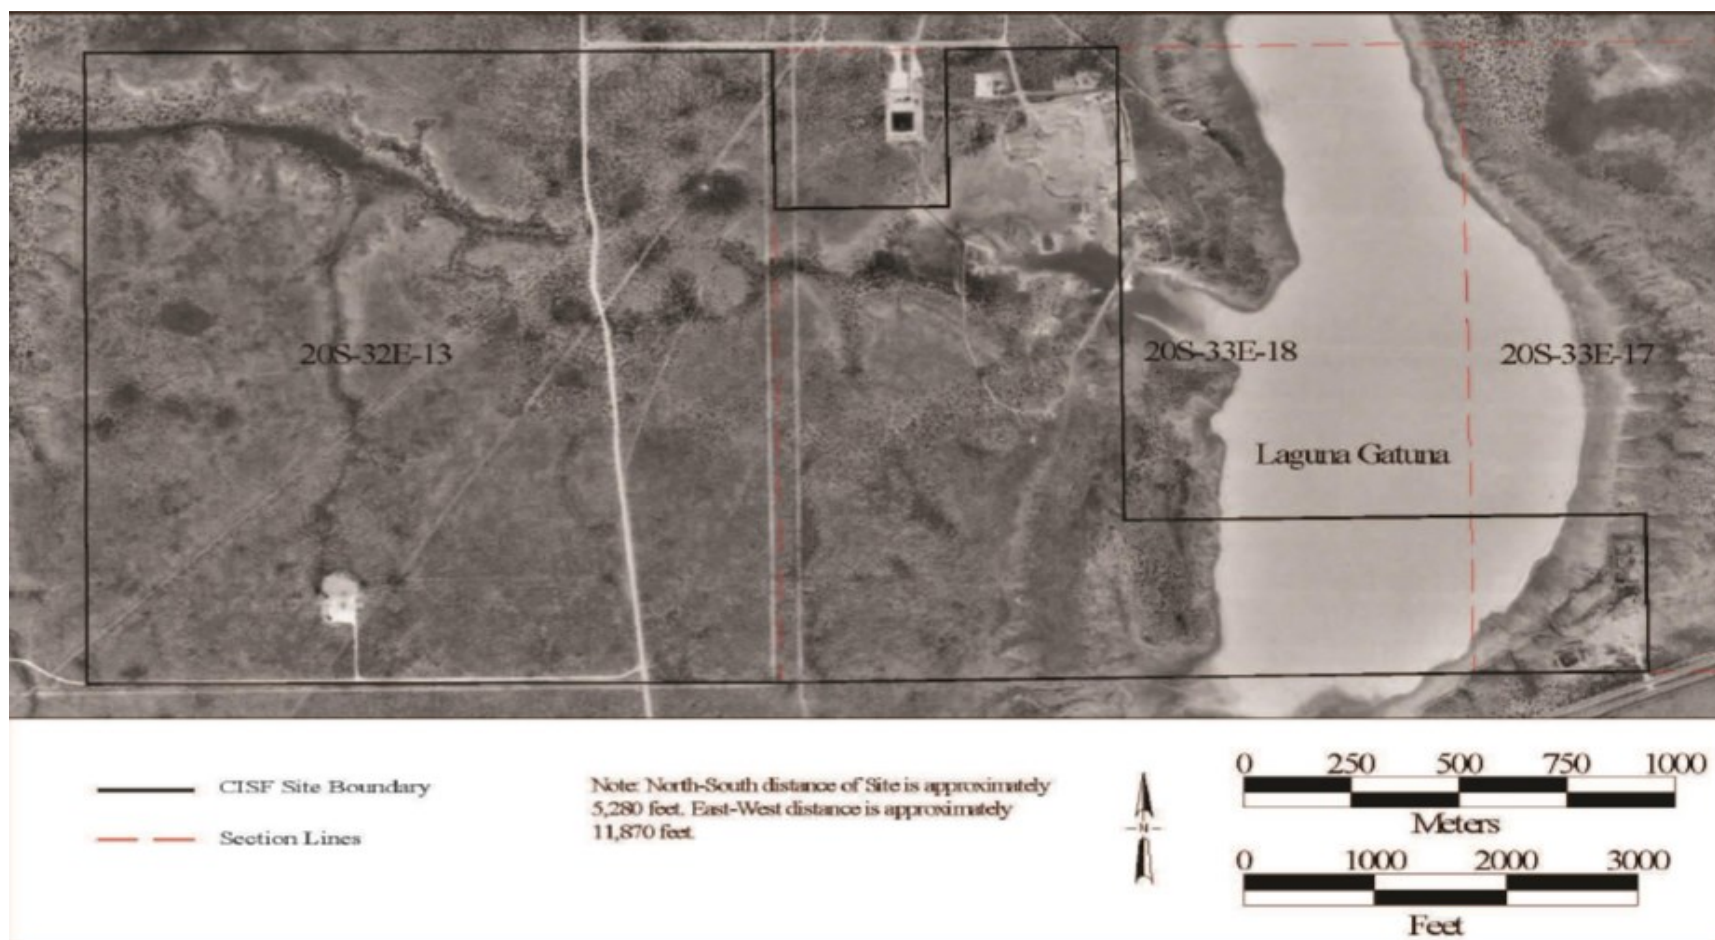 20S-32E-13
20S-33E-18
20S-33E-17
Laguna Gatuna
CISF Site Boundary
Section Lines
Note: North-South distance of Site is approximately
5,280 feet. East-West distance is approximately
11,870 feet.
N
0 250 500 750 1000
Meters
0 1000 2000 3000
Feet